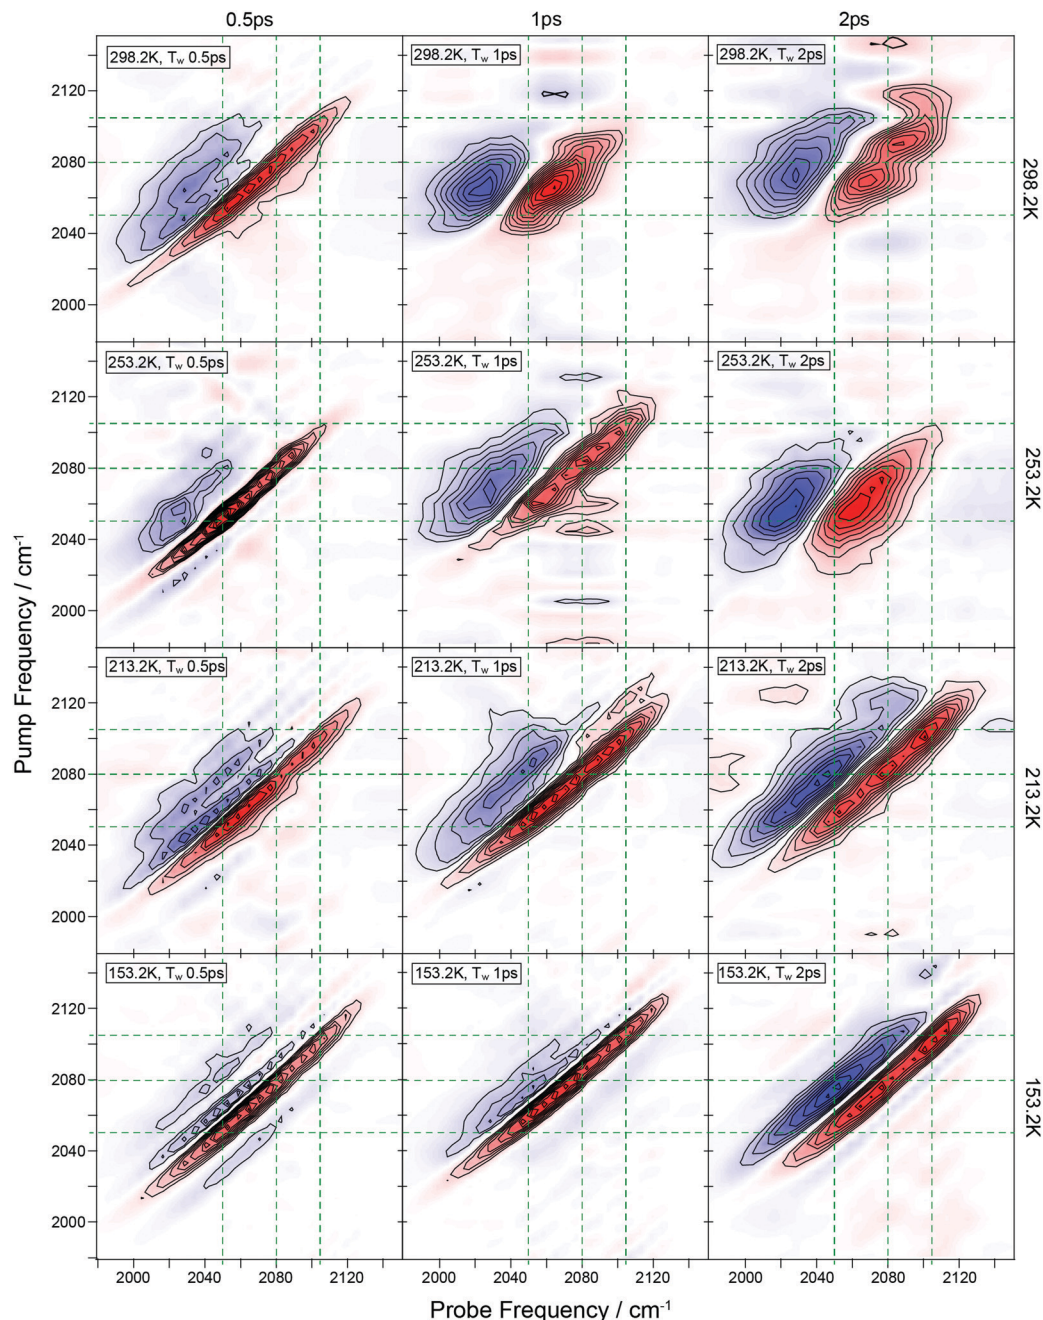 0.5ps 1ps 2ps
298.2K, Tw 0.5ps 298.2K, Tw 1ps 298.2K, Tw 2ps
2120
2080
2040
2000
298.2K
253.2K, Tw 0.5ps 253.2K, Tw 1ps 253.2K, Tw 2ps
2120
2080
2040
2000
253.2K
Pump Frequency / cm⁻¹
213.2K, Tw 0.5ps 213.2K, Tw 1ps 213.2K, Tw 2ps
2120
2080
2040
2000
213.2K
153.2K, Tw 0.5ps 153.2K, Tw 1ps 153.2K, Tw 2ps
2120
2080
2040
2000
153.2K
2000 2040 2080 2120 2000 2040 2080 2120 2000 2040 2080 2120
Probe Frequency / cm⁻¹